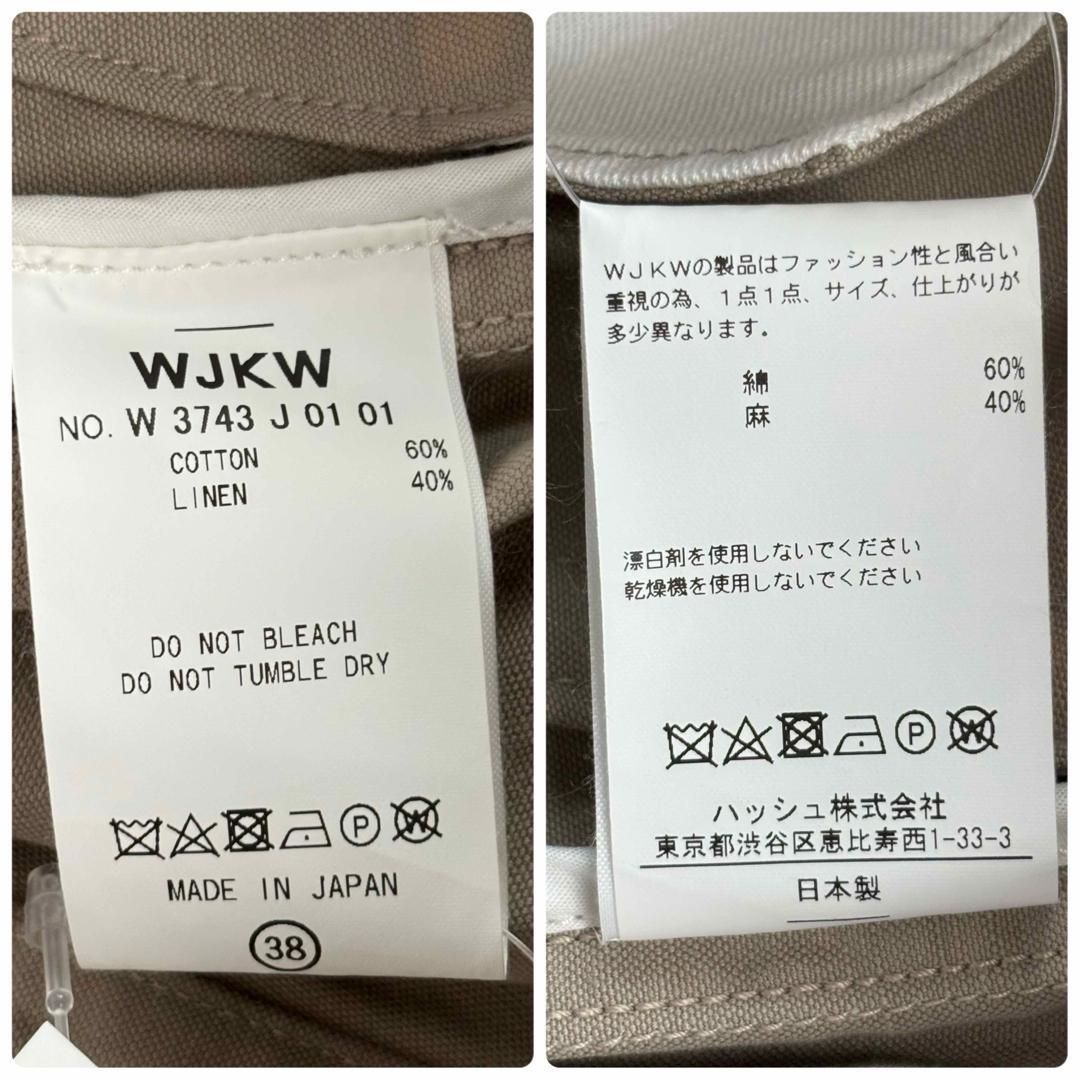 WJKW
NO. W 3743 J 01 01
COTTON 60%
LINEN 40%
DO NOT BLEACH
DO NOT TUMBLE DRY
P W
MADE IN JAPAN
38
WJKWの製品はファッション性と風合い
重視の為、1点1点、サイズ、仕上がりが
多少異なります。
綿 60%
麻 40%
漂白剤を使用しないでください
乾燥機を使用しないでください
P W
ハッシュ株式会社
東京都渋谷区恵比寿西1-33-3
日本製